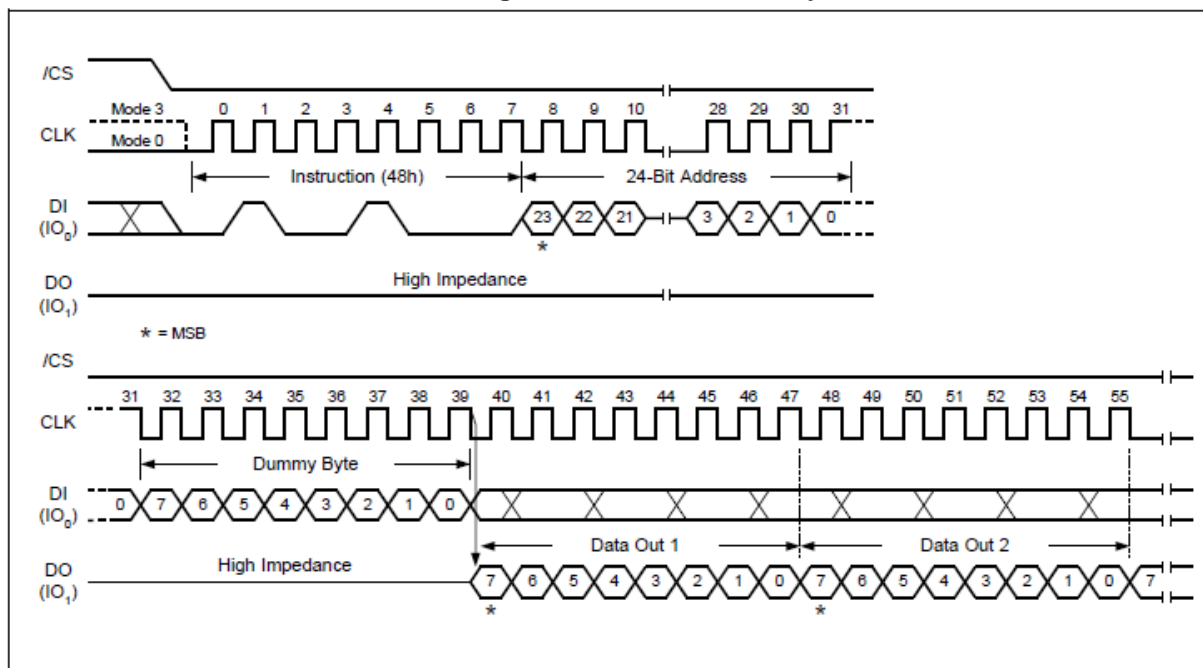 /CS
Mode 3 0 1 2 3 4 5 6 7 8 9 10 28 29 30 31
CLK Mode 0
Instruction (48h) 24-Bit Address
DI
(IO0) 23 22 21 3 2 1 0
*
DO High Impedance
(IO1)
* = MSB
/CS
31 32 33 34 35 36 37 38 39 40 41 42 43 44 45 46 47 48 49 50 51 52 53 54 55
CLK
Dummy Byte
DI
(IO0) 0 7 6 5 4 3 2 1 0
Data Out 1 Data Out 2
DO High Impedance
(IO1) 7 6 5 4 3 2 1 0 7 6 5 4 3 2 1 0 7
* *